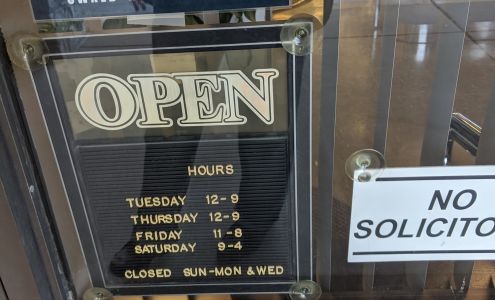 OWNED
OPEN
HOURS
TUESDAY 12-9
THURSDAY 12-9
FRIDAY 11-8
SATURDAY 9-4
CLOSED SUN-MON & WED
NO